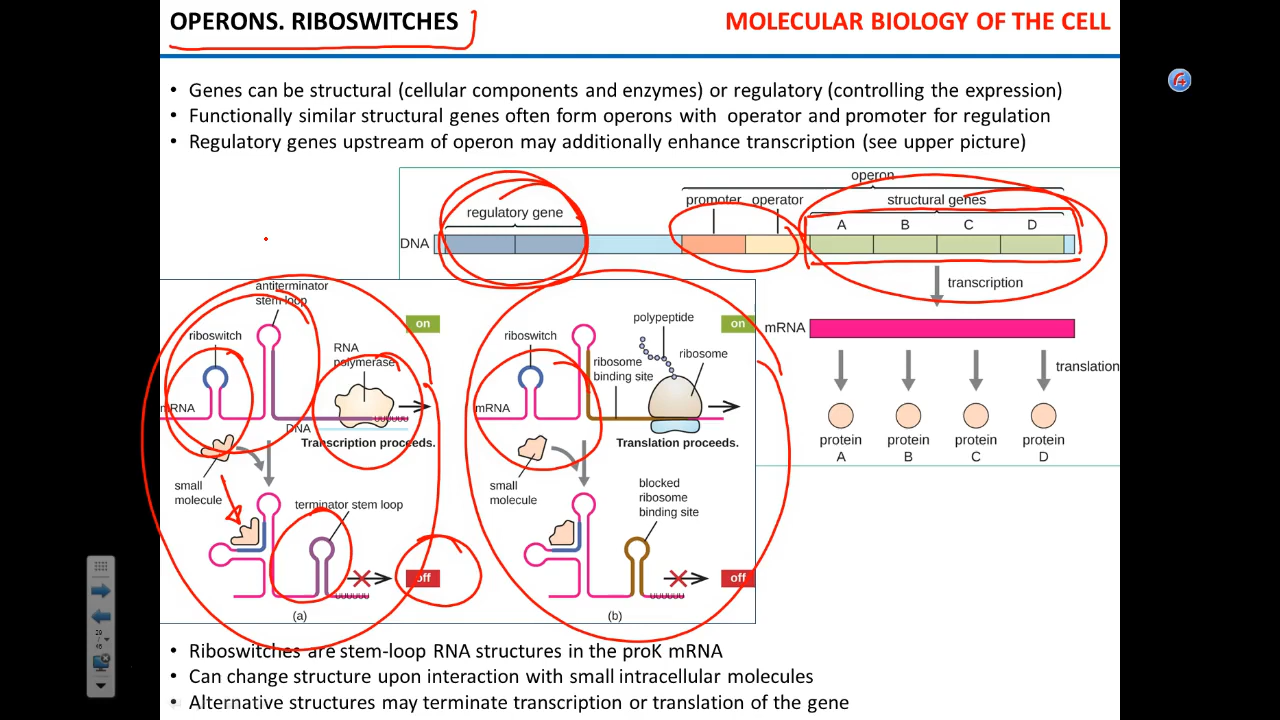 OPERONS. RIBOSWITCHES
MOLECULAR BIOLOGY OF THE CELL
• Genes can be structural (cellular components and enzymes) or regulatory (controlling the expression)
• Functionally similar structural genes often form operons with operator and promoter for regulation
• Regulatory genes upstream of operon may additionally enhance transcription (see upper picture)
operon
promoter operator
structural genes
regulatory gene
A B C D
DNA
transcription
mRNA
translation
protein protein protein protein
A B C D
antiterminator
stem loop
on
riboswitch
RNA
polymerase
mRNA
uuuuuu
DNA
Transcription proceeds.
small
molecule
terminator stem loop
off
uuuuuu
(a)
polypeptide
on
riboswitch
ribosome
ribosome
binding site
mRNA
Translation proceeds.
small
molecule
blocked
ribosome
binding site
off
uuuuuu
(b)
• Riboswitches are stem-loop RNA structures in the proK mRNA
• Can change structure upon interaction with small intracellular molecules
• Alternative structures may terminate transcription or translation of the gene